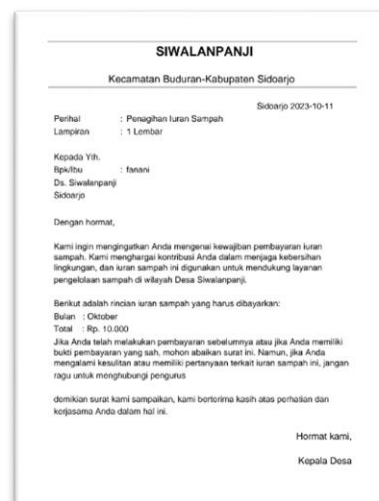 SIWALANPANJI
Kecamatan Buduran-Kabupaten Sidoarjo
Sidoarjo 2023-10-11
Perihal : Penagihan Iuran Sampah
Lampiran : 1 Lembar
Kepada Yth.
Bpk/Ibu : fanani
Ds. Siwalanpanji
Sidoarjo
Dengan hormat,
Kami ingin mengingatkan Anda mengenai kewajiban pembayaran iuran
sampah. Kami menghargai kontribusi Anda dalam menjaga kebersihan
lingkungan, dan iuran sampah ini digunakan untuk mendukung layanan
pengelolaan sampah di wilayah Desa Siwalanpanji.
Berikut adalah rincian iuran sampah yang harus dibayarkan:
Bulan : Oktober
Total : Rp. 10.000
Jika Anda telah melakukan pembayaran sebelumnya atau jika Anda memiliki
bukti pembayaran yang sah, mohon abaikan surat ini. Namun, jika Anda
mengalami kesulitan atau memiliki pertanyaan terkait iuran sampah ini, jangan
ragu untuk menghubungi pengurus
demikian surat kami sampaikan, kami berterima kasih atas perhatian dan
kerjasama Anda dalam hal ini.
Hormat kami,
Kepala Desa